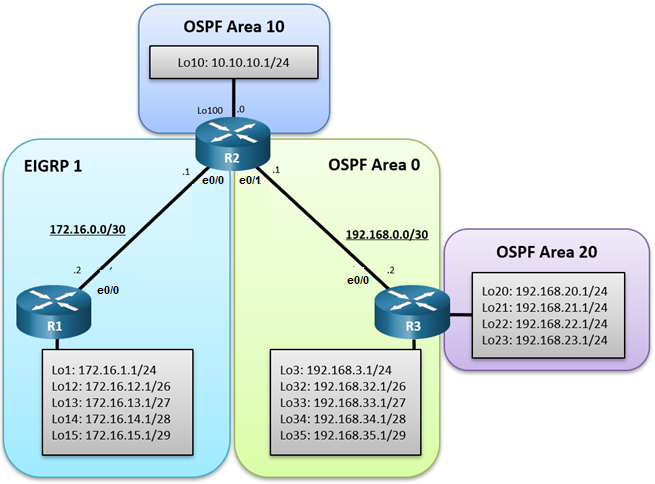 OSPF Area 10
Lo10: 10.10.10.1/24
Lo100
.0
R2
EIGRP 1
OSPF Area 0
.1
e0/0
e0/1
.1
172.16.0.0/30
192.168.0.0/30
.2
e0/0
R1
e0/0
.2
R3
OSPF Area 20
Lo20: 192.168.20.1/24
Lo21: 192.168.21.1/24
Lo22: 192.168.22.1/24
Lo23: 192.168.23.1/24
Lo1: 172.16.1.1/24
Lo12: 172.16.12.1/26
Lo13: 172.16.13.1/27
Lo14: 172.16.14.1/28
Lo15: 172.16.15.1/29
Lo3: 192.168.3.1/24
Lo32: 192.168.32.1/26
Lo33: 192.168.33.1/27
Lo34: 192.168.34.1/28
Lo35: 192.168.35.1/29